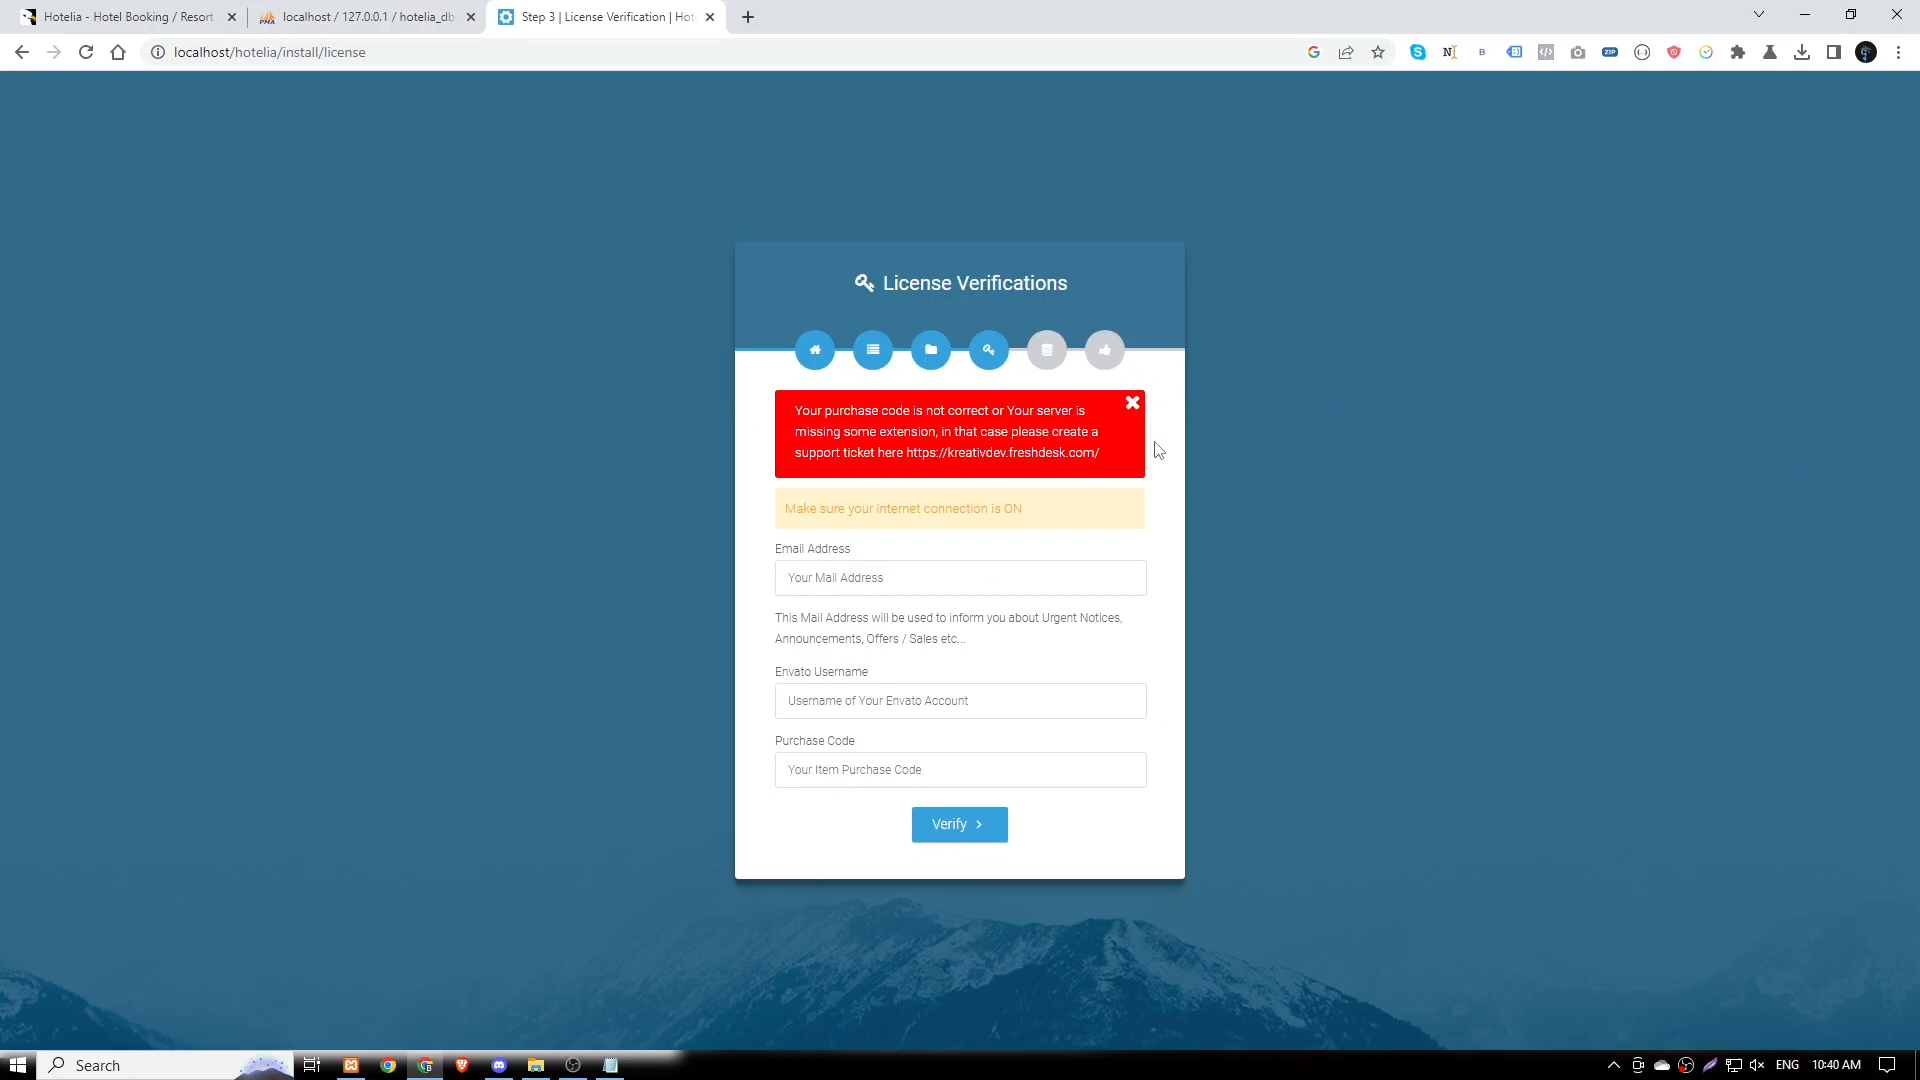 Hotelia - Hotel Booking / Resort
localhost / 127.0.0.1 / hotelia_db
Step 3 | License Verification | Hot
localhost/hotelia/install/license
License Verifications
Your purchase code is not correct or Your server is
missing some extension, in that case please create a
support ticket here https://kreativdev.freshdesk.com/
Make sure your internet connection is ON
Email Address
Your Mail Address
This Mail Address will be used to inform you about Urgent Notices,
Announcements, Offers / Sales etc...
Envato Username
Username of Your Envato Account
Purchase Code
Your Item Purchase Code
Verify
Search
ENG
10:40 AM